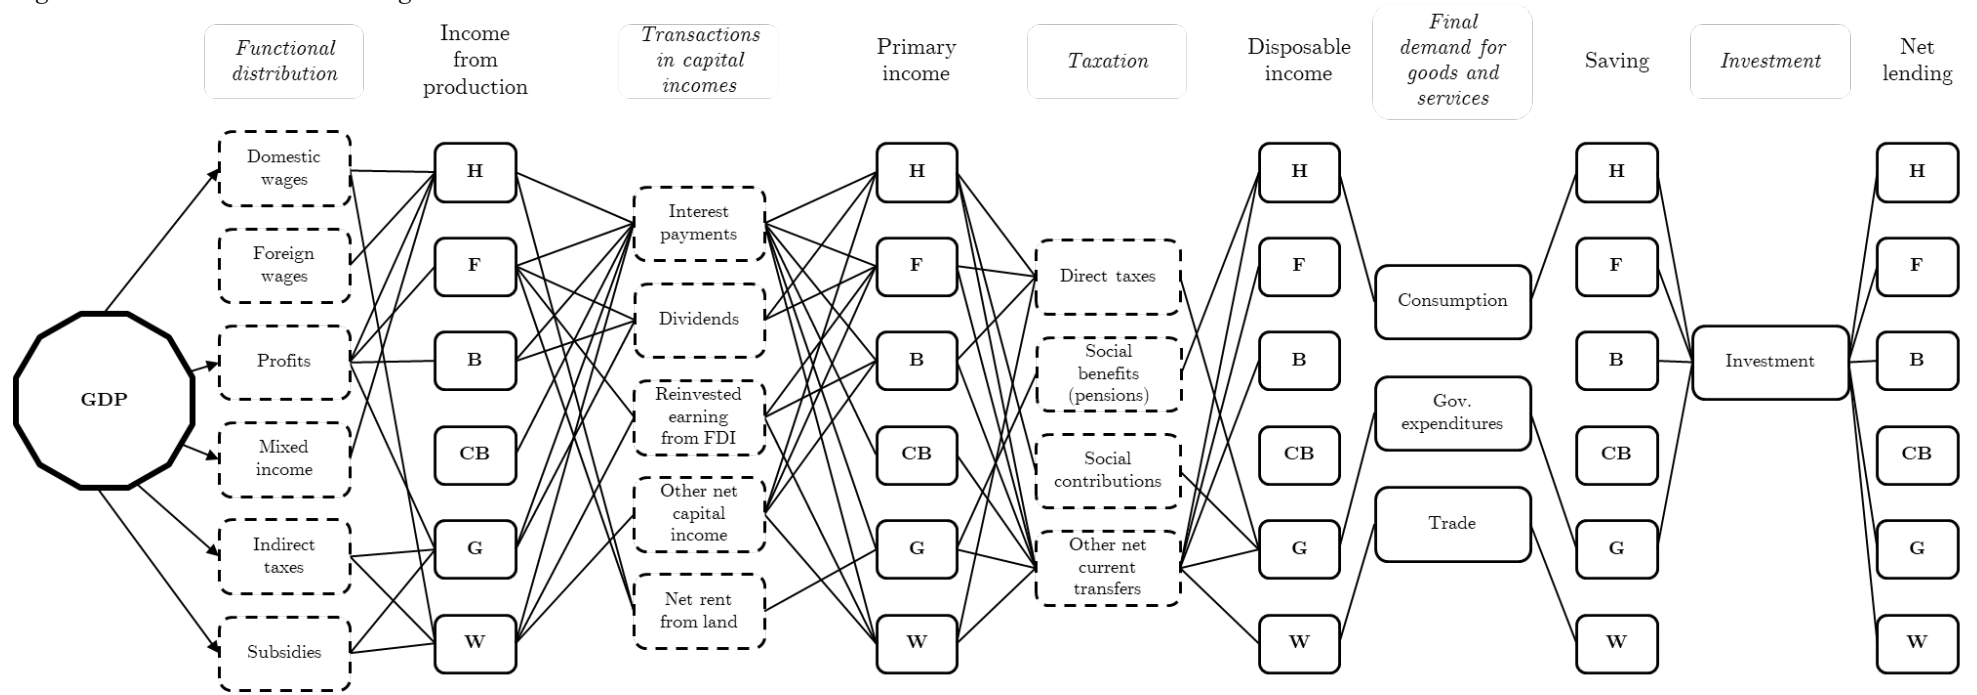 Functional
distribution
Income
from
production
Transactions
in capital
incomes
Primary
income
Taxation
Disposable
income
Final
demand for
goods and
services
Saving
Investment
Net
lending
GDP
Domestic
wages
Foreign
wages
Profits
Mixed
income
Indirect
taxes
Subsidies
H
F
B
CB
G
W
Interest
payments
Dividends
Reinvested
earning
from FDI
Other net
capital
income
Net rent
from land
H
F
B
CB
G
W
Direct taxes
Social
benefits
(pensions)
Social
contributions
Other net
current
transfers
H
F
B
CB
G
W
Consumption
Gov.
expenditures
Trade
H
F
B
CB
G
W
Investment
H
F
B
CB
G
W